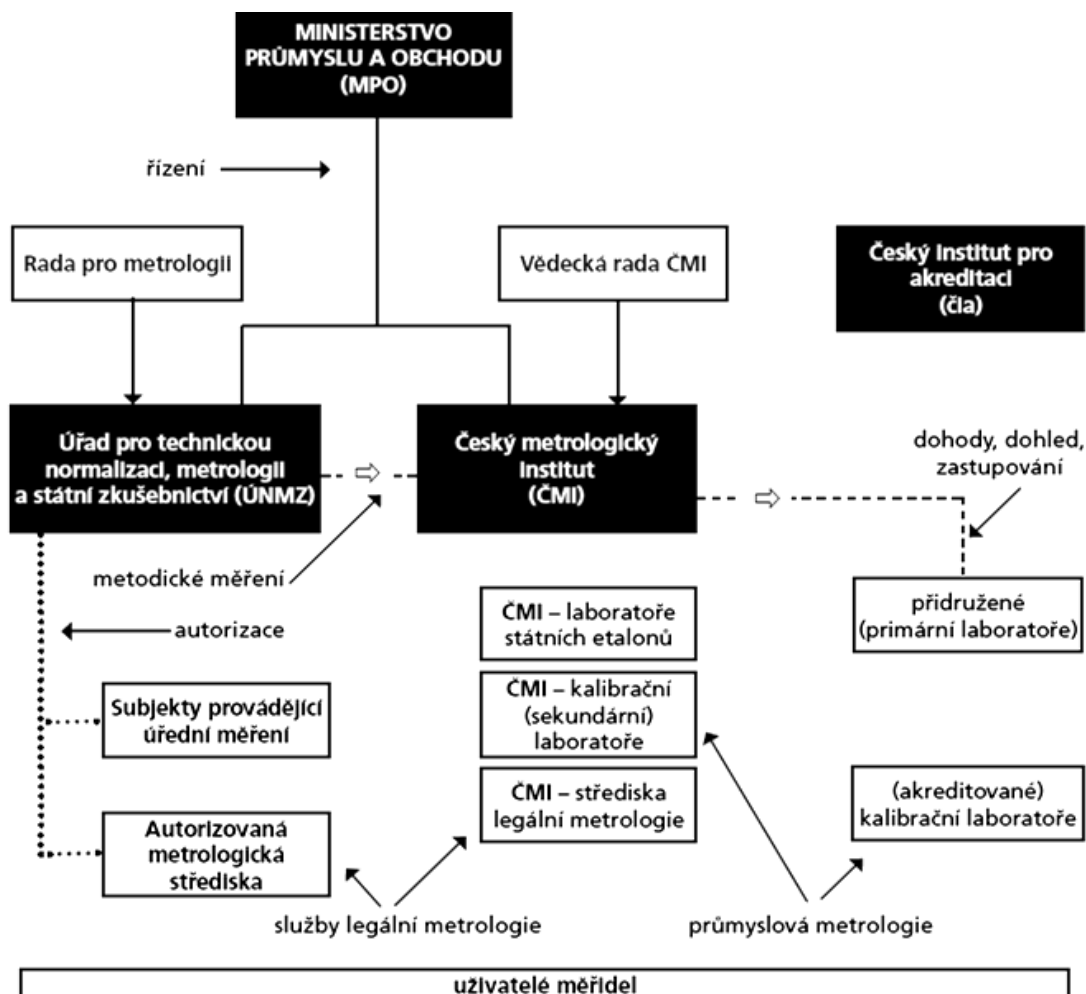 MINISTERSTVO
PRŮMYSLU A OBCHODU
(MPO)
řízení
Rada pro metrologii
Vědecká rada ČMI
Český institut pro
akreditaci
(čia)
Úřad pro technickou
normalizaci, metrologii
a státní zkušebnictví (ÚNMZ)
Český metrologický
institut
(ČMI)
dohody, dohled,
zastupování
metodické měření
autorizace
ČMI – laboratoře
státních etalonů
přidružené
(primární laboratoře)
Subjekty provádějící
úřední měření
ČMI – kalibrační
(sekundární)
laboratoře
ČMI – střediska
legální metrologie
(akreditované)
kalibrační laboratoře
Autorizovaná
metrologická
střediska
služby legální metrologie
průmyslová metrologie
uživatelé měřidel